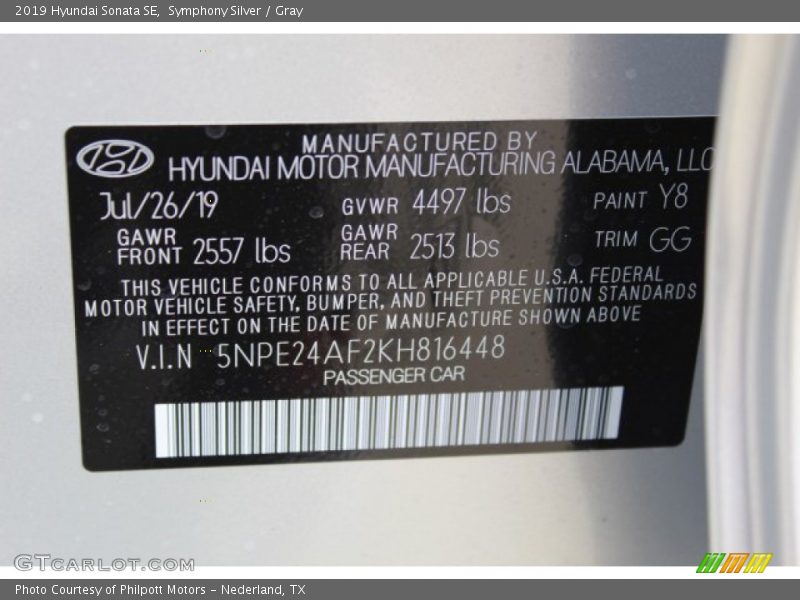 2019 Hyundai Sonata SE, Symphony Silver / Gray
MANUFACTURED BY
HYUNDAI MOTOR MANUFACTURING ALABAMA, LLC
Jul/26/19 GVWR 4497 lbs PAINT Y8
GAWR FRONT 2557 lbs GAWR REAR 2513 lbs TRIM GG
THIS VEHICLE CONFORMS TO ALL APPLICABLE U.S.A. FEDERAL
MOTOR VEHICLE SAFETY, BUMPER, AND THEFT PREVENTION STANDARDS
IN EFFECT ON THE DATE OF MANUFACTURE SHOWN ABOVE
V.I.N 5NPE24AF2KH816448
PASSENGER CAR
GTcarlot.com
Photo Courtesy of Philpott Motors - Nederland, TX